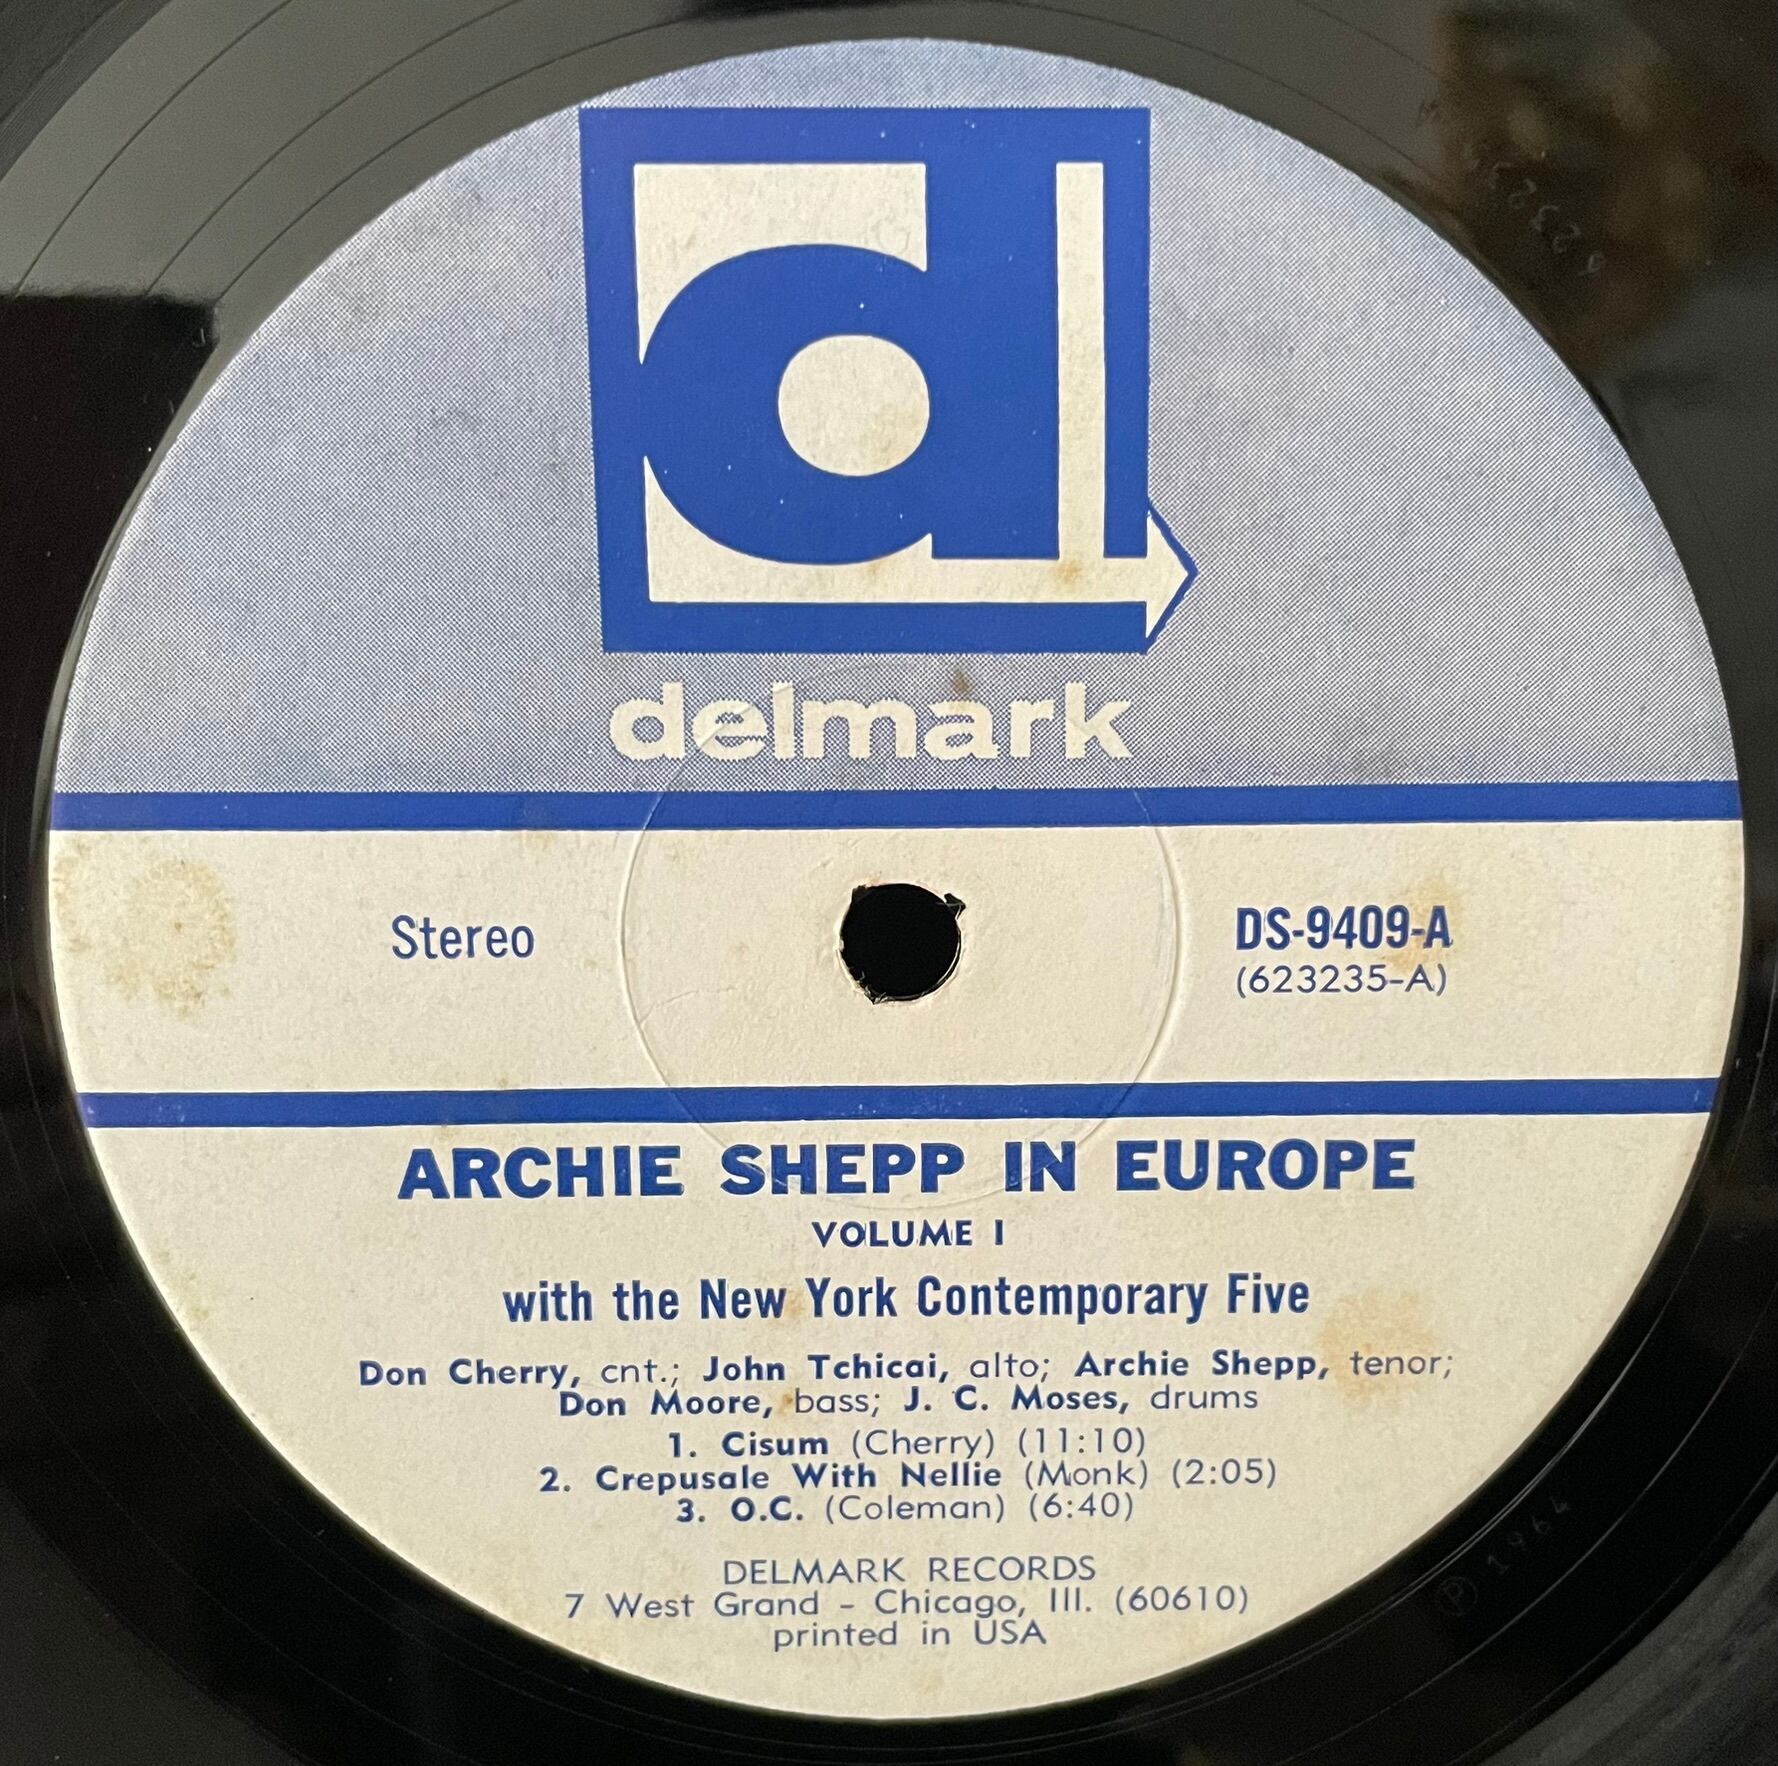 delmark
Stereo
DS-9409-A
(623235-A)
ARCHIE SHEPP IN EUROPE
VOLUME I
with the New York Contemporary Five
Don Cherry, cnt.; John Tchicai, alto; Archie Shepp, tenor;
Don Moore, bass; J. C. Moses, drums
1. Cisum (Cherry) (11:10)
2. Crepusale With Nellie (Monk) (2:05)
3. O.C. (Coleman) (6:40)
DELMARK RECORDS
7 West Grand - Chicago, Ill. (60610)
printed in USA
℗ 1964